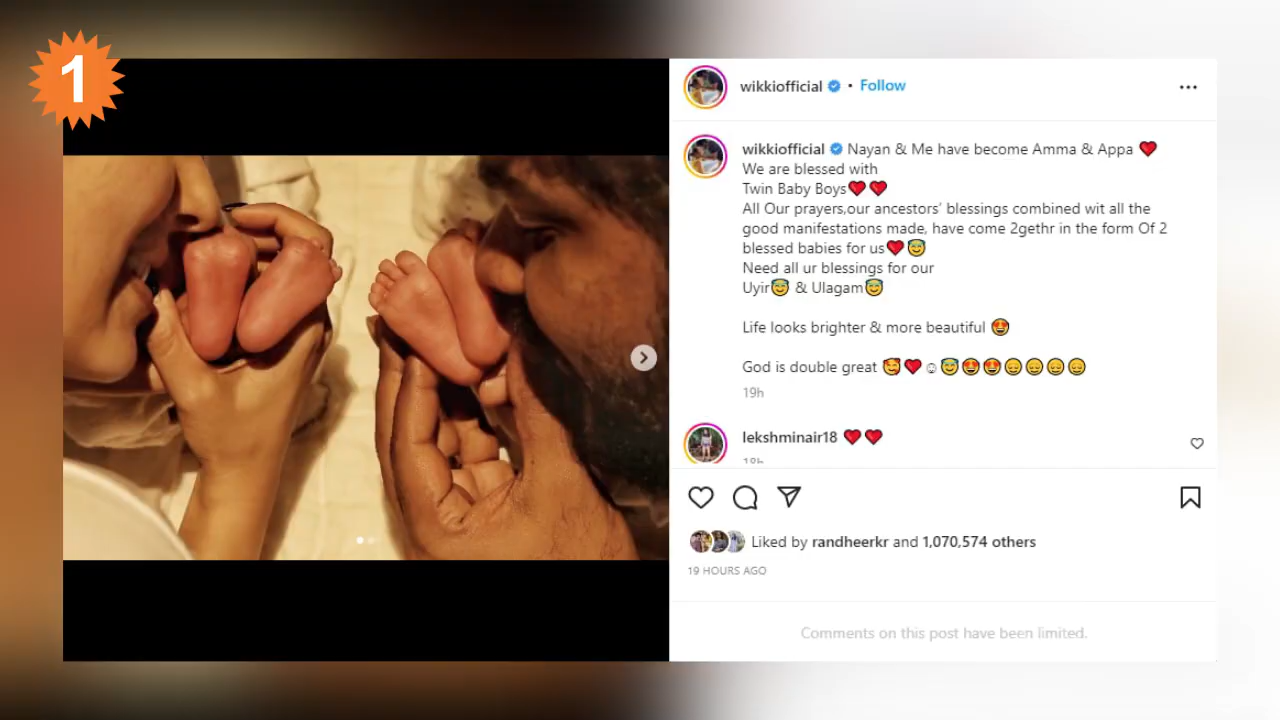 1
wikkiofficial • Follow
wikkiofficial Nayan & Me have become Amma & Appa ❤️
We are blessed with
Twin Baby Boys❤️❤️
All Our prayers,our ancestors' blessings combined wit all the
good manifestations made, have come 2gethr in the form Of 2
blessed babies for us❤️😇
Need all ur blessings for our
Uyir😇 & Ulagam😇
Life looks brighter & more beautiful 🤩
God is double great 🥰❤️☺😇🤩🤩😑😑😑😑
19h
lekshminair18 ❤️❤️
18h
Liked by randheerkr and 1,070,574 others
19 HOURS AGO
Comments on this post have been limited.